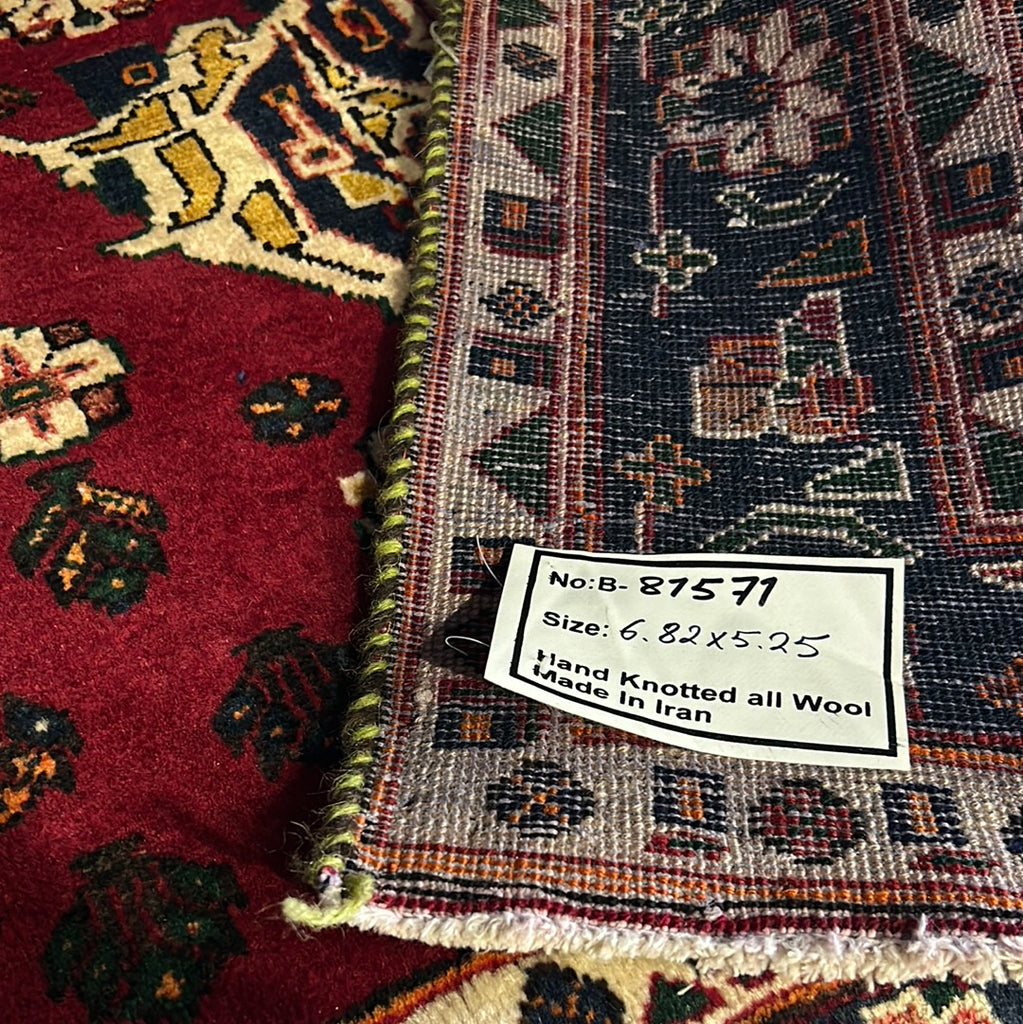 No:B- 81571
Size: 6.82x5.25
Hand Knotted all Wool
Made In Iran